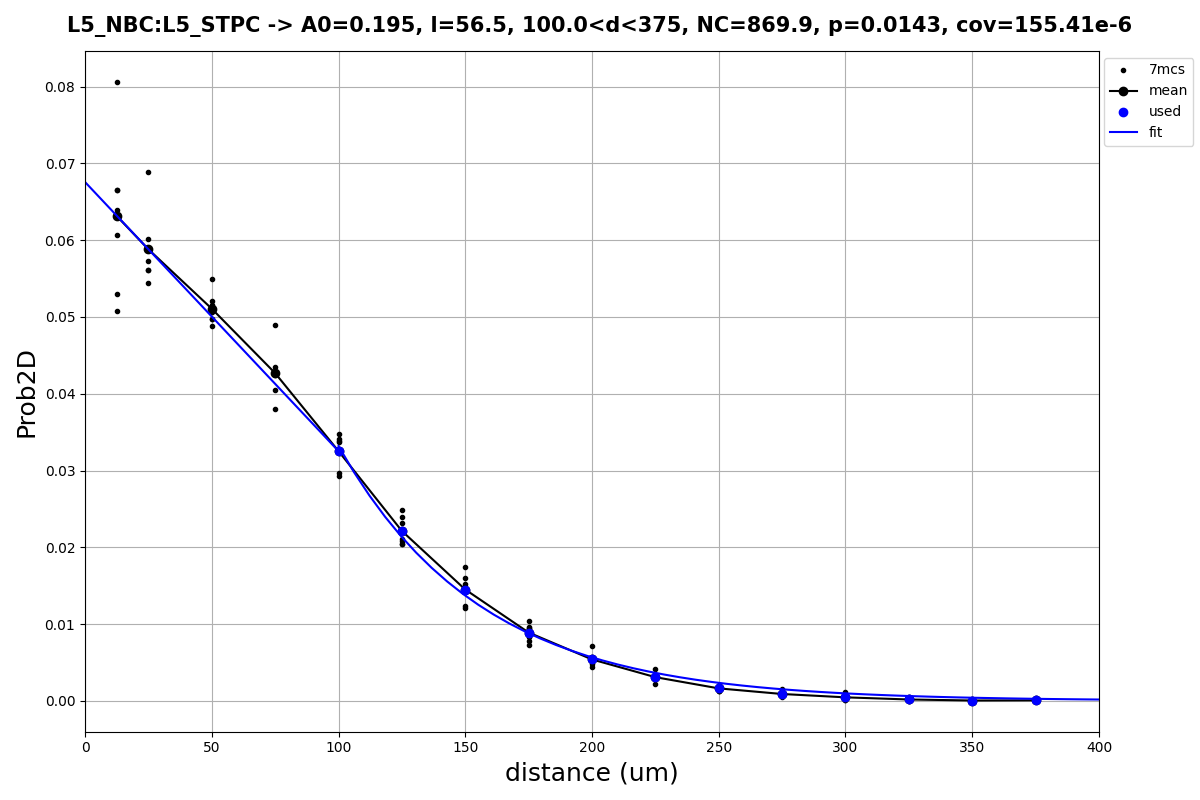 L5_NBC:L5_STPC -> A0=0.195, l=56.5, 100.0<d<375, NC=869.9, p=0.0143, cov=155.41e-6
7mcs
mean
used
fit
Prob2D
0.08
0.07
0.06
0.05
0.04
0.03
0.02
0.01
0.00
0 50 100 150 200 250 300 350 400
distance (um)